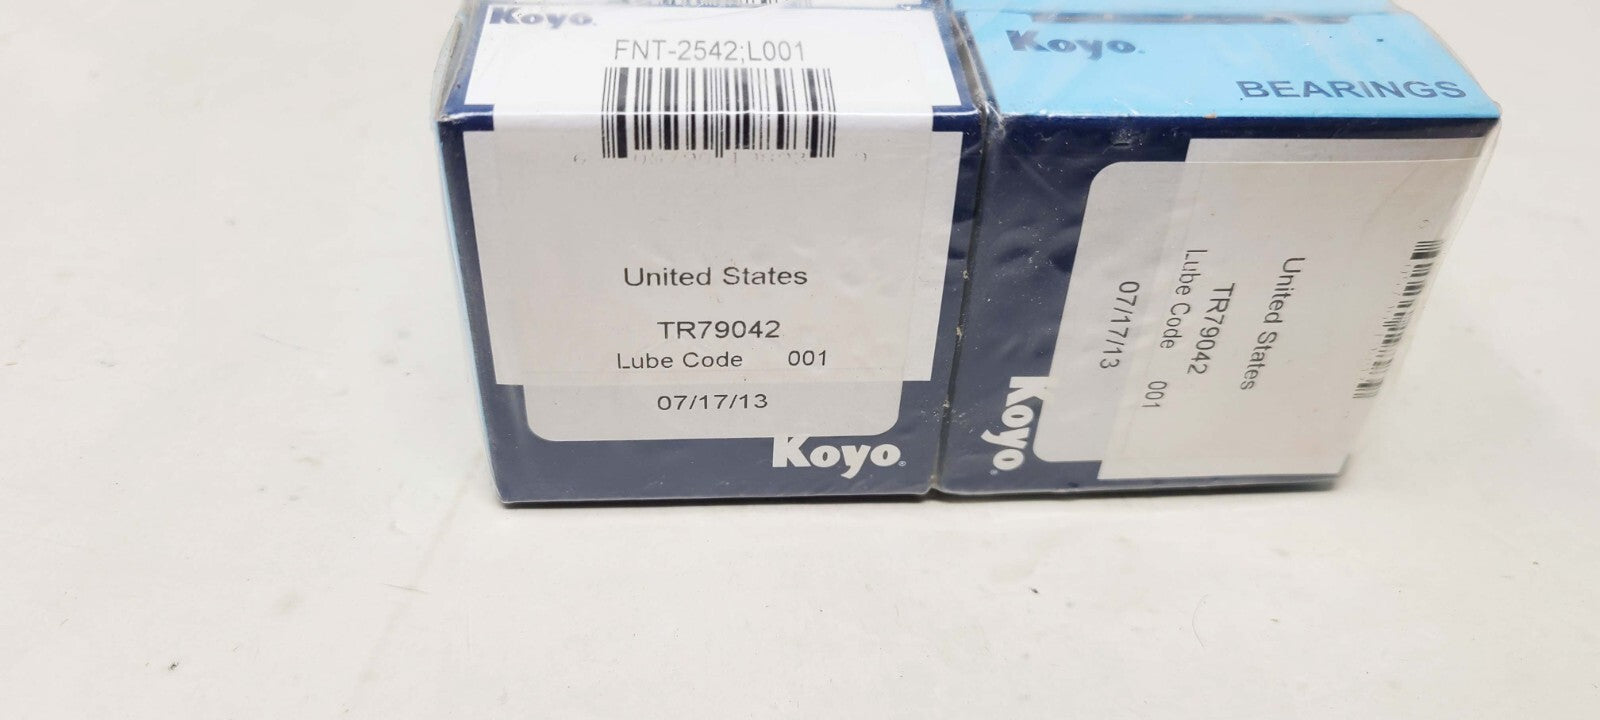 Koyo.
FNT-2542;L001
United States
TR79042
Lube Code 001
07/17/13
Koyo.
Koyo.
BEARINGS
United States
TR79042
Lube Code 001
07/17/13
Koyo.